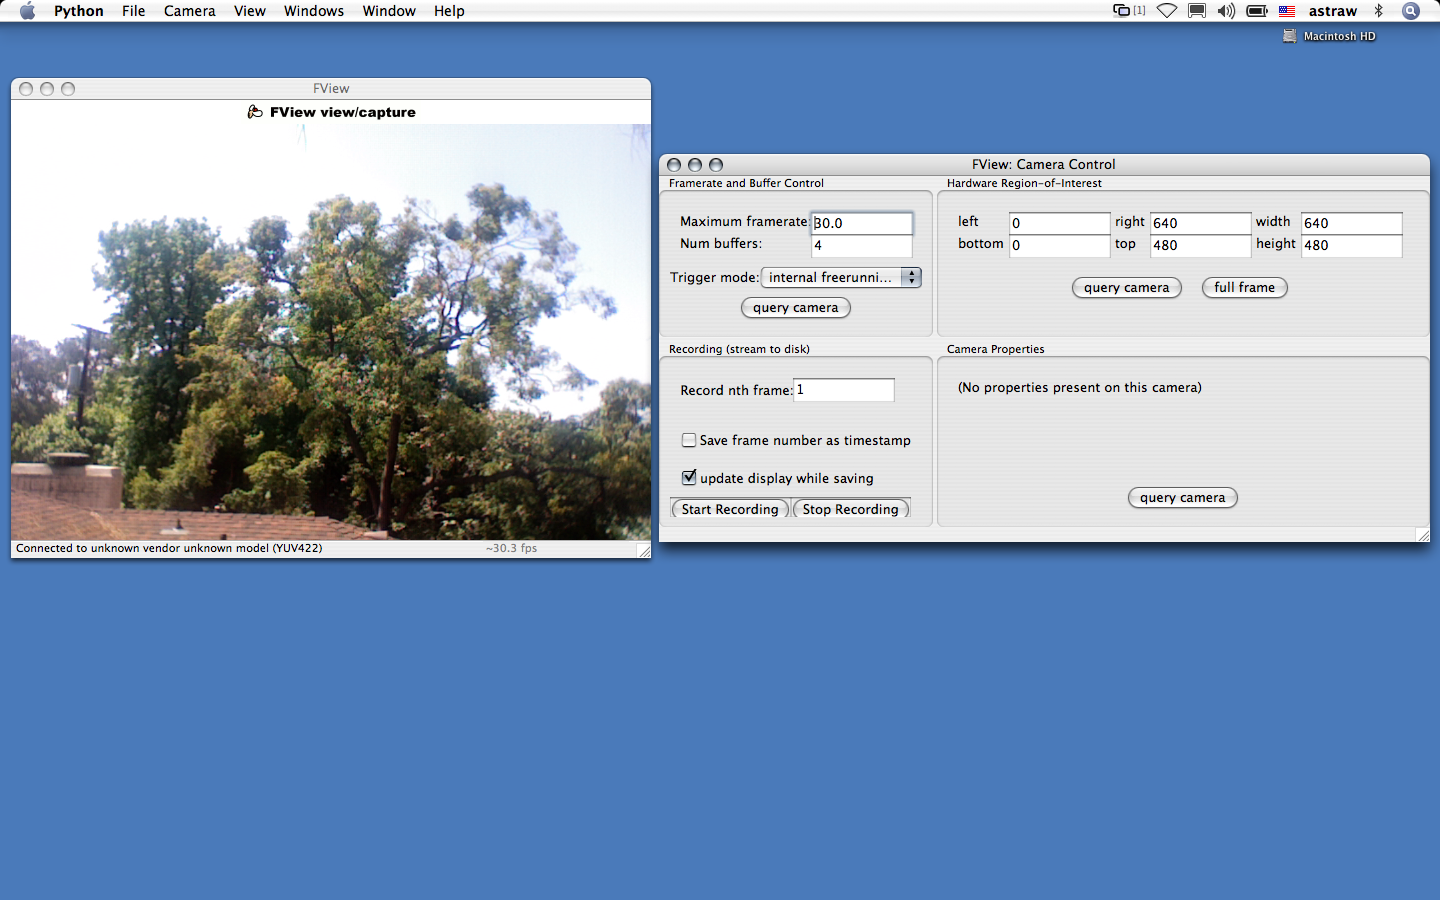 Python File Camera View Windows Window Help [1] astraw
Macintosh HD
FView
FView view/capture
Connected to unknown vendor unknown model (YUV422) ~30.3 fps
FView: Camera Control
Framerate and Buffer Control
Maximum framerate: 30.0
Num buffers: 4
Trigger mode: internal freerunni...
query camera
Hardware Region-of-Interest
left 0 right 640 width 640
bottom 0 top 480 height 480
query camera full frame
Recording (stream to disk)
Record nth frame: 1
Save frame number as timestamp
update display while saving
Start Recording Stop Recording
Camera Properties
(No properties present on this camera)
query camera